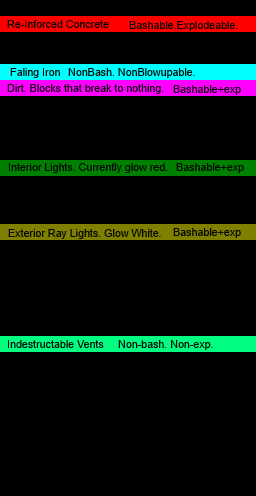 Re-Inforced Concrete Bashable.Explodeable.
Faling Iron NonBash. NonBlowupable.
Dirt. Blocks that break to nothing. Bashable+exp
Interior Lights. Currently glow red. Bashable+exp
Exterior Ray Lights. Glow White. Bashable+exp
Indestructable Vents Non-bash. Non-exp.